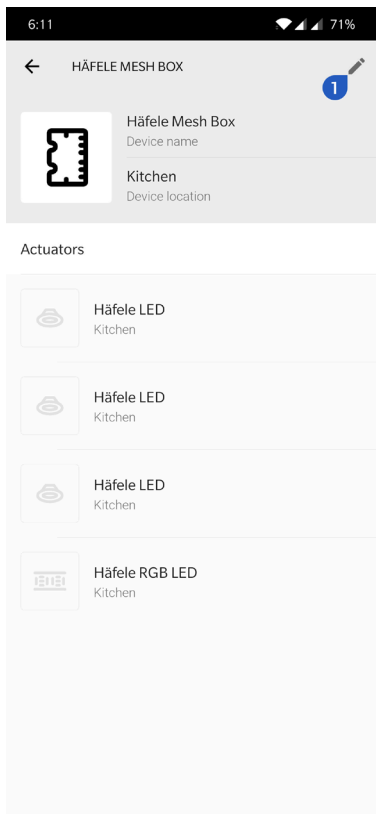 6:11 71%
HÄFELE MESH BOX
1
Häfele Mesh Box
Device name
Kitchen
Device location
Actuators
Häfele LED
Kitchen
Häfele LED
Kitchen
Häfele LED
Kitchen
Häfele RGB LED
Kitchen